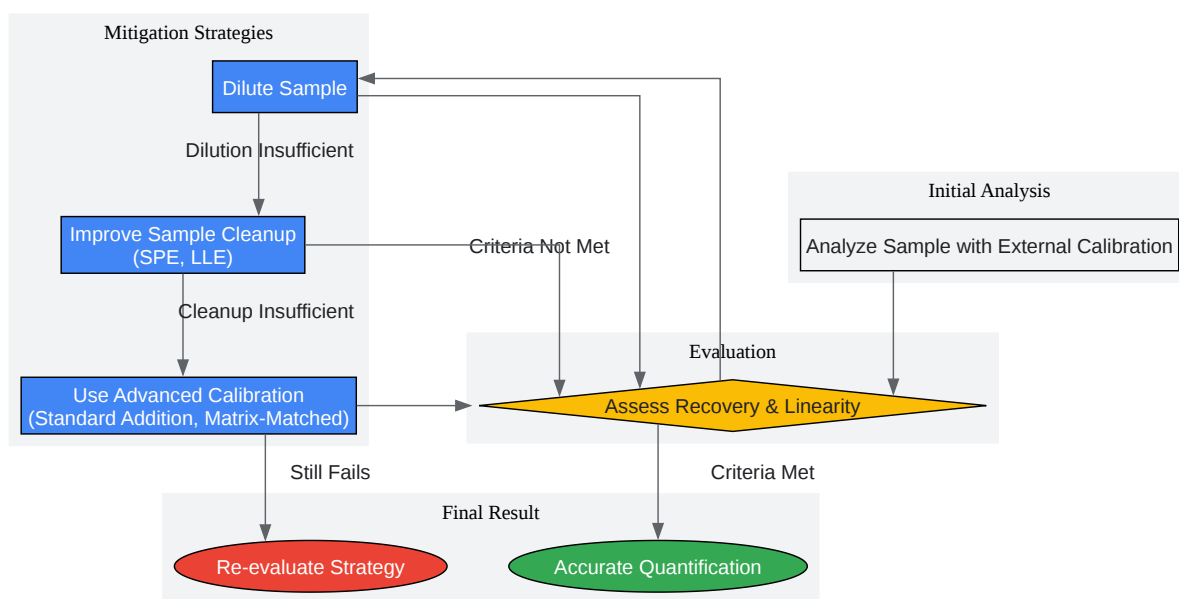 Mitigation Strategies
Dilute Sample
Dilution Insufficient
Initial Analysis
Improve Sample Cleanup
(SPE, LLE)
Criteria Not Met
Analyze Sample with External Calibration
Cleanup Insufficient
Evaluation
Use Advanced Calibration
(Standard Addition, Matrix-Matched)
Assess Recovery & Linearity
Still Fails
Criteria Met
Final Result
Re-evaluate Strategy
Accurate Quantification